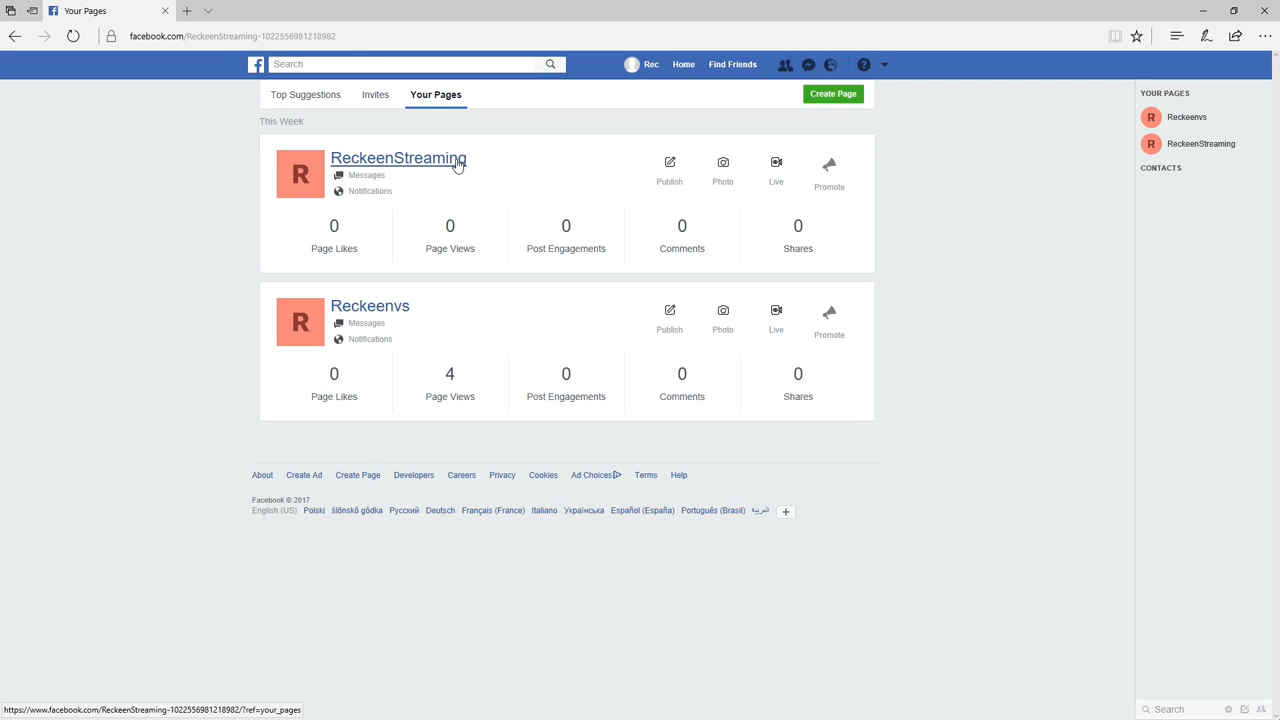 Your Pages
facebook.com/ReckeenStreaming-1022556981218982/
Search
Rec Home Find Friends
Top Suggestions Invites Your Pages Create Page
YOUR PAGES
Reckeenvs
ReckeenStreaming
CONTACTS
This Week
R ReckeenStreaming
Messages
Notifications
Publish Photo Live Promote
0 0 0 0 0
Page Likes Page Views Post Engagements Comments Shares
R Reckeenvs
Messages
Notifications
Publish Photo Live Promote
0 4 0 0 0
Page Likes Page Views Post Engagements Comments Shares
About Create Ad Create Page Developers Careers Privacy Cookies Ad Choices Terms Help
Facebook © 2017
English (US) Polski ślōnskŏ gŏdka Русский Deutsch Français (France) Italiano Українська Español (España) Português (Brasil) العربية +
https://www.facebook.com/ReckeenStreaming-1022556981218982/?ref=your_pages
Search